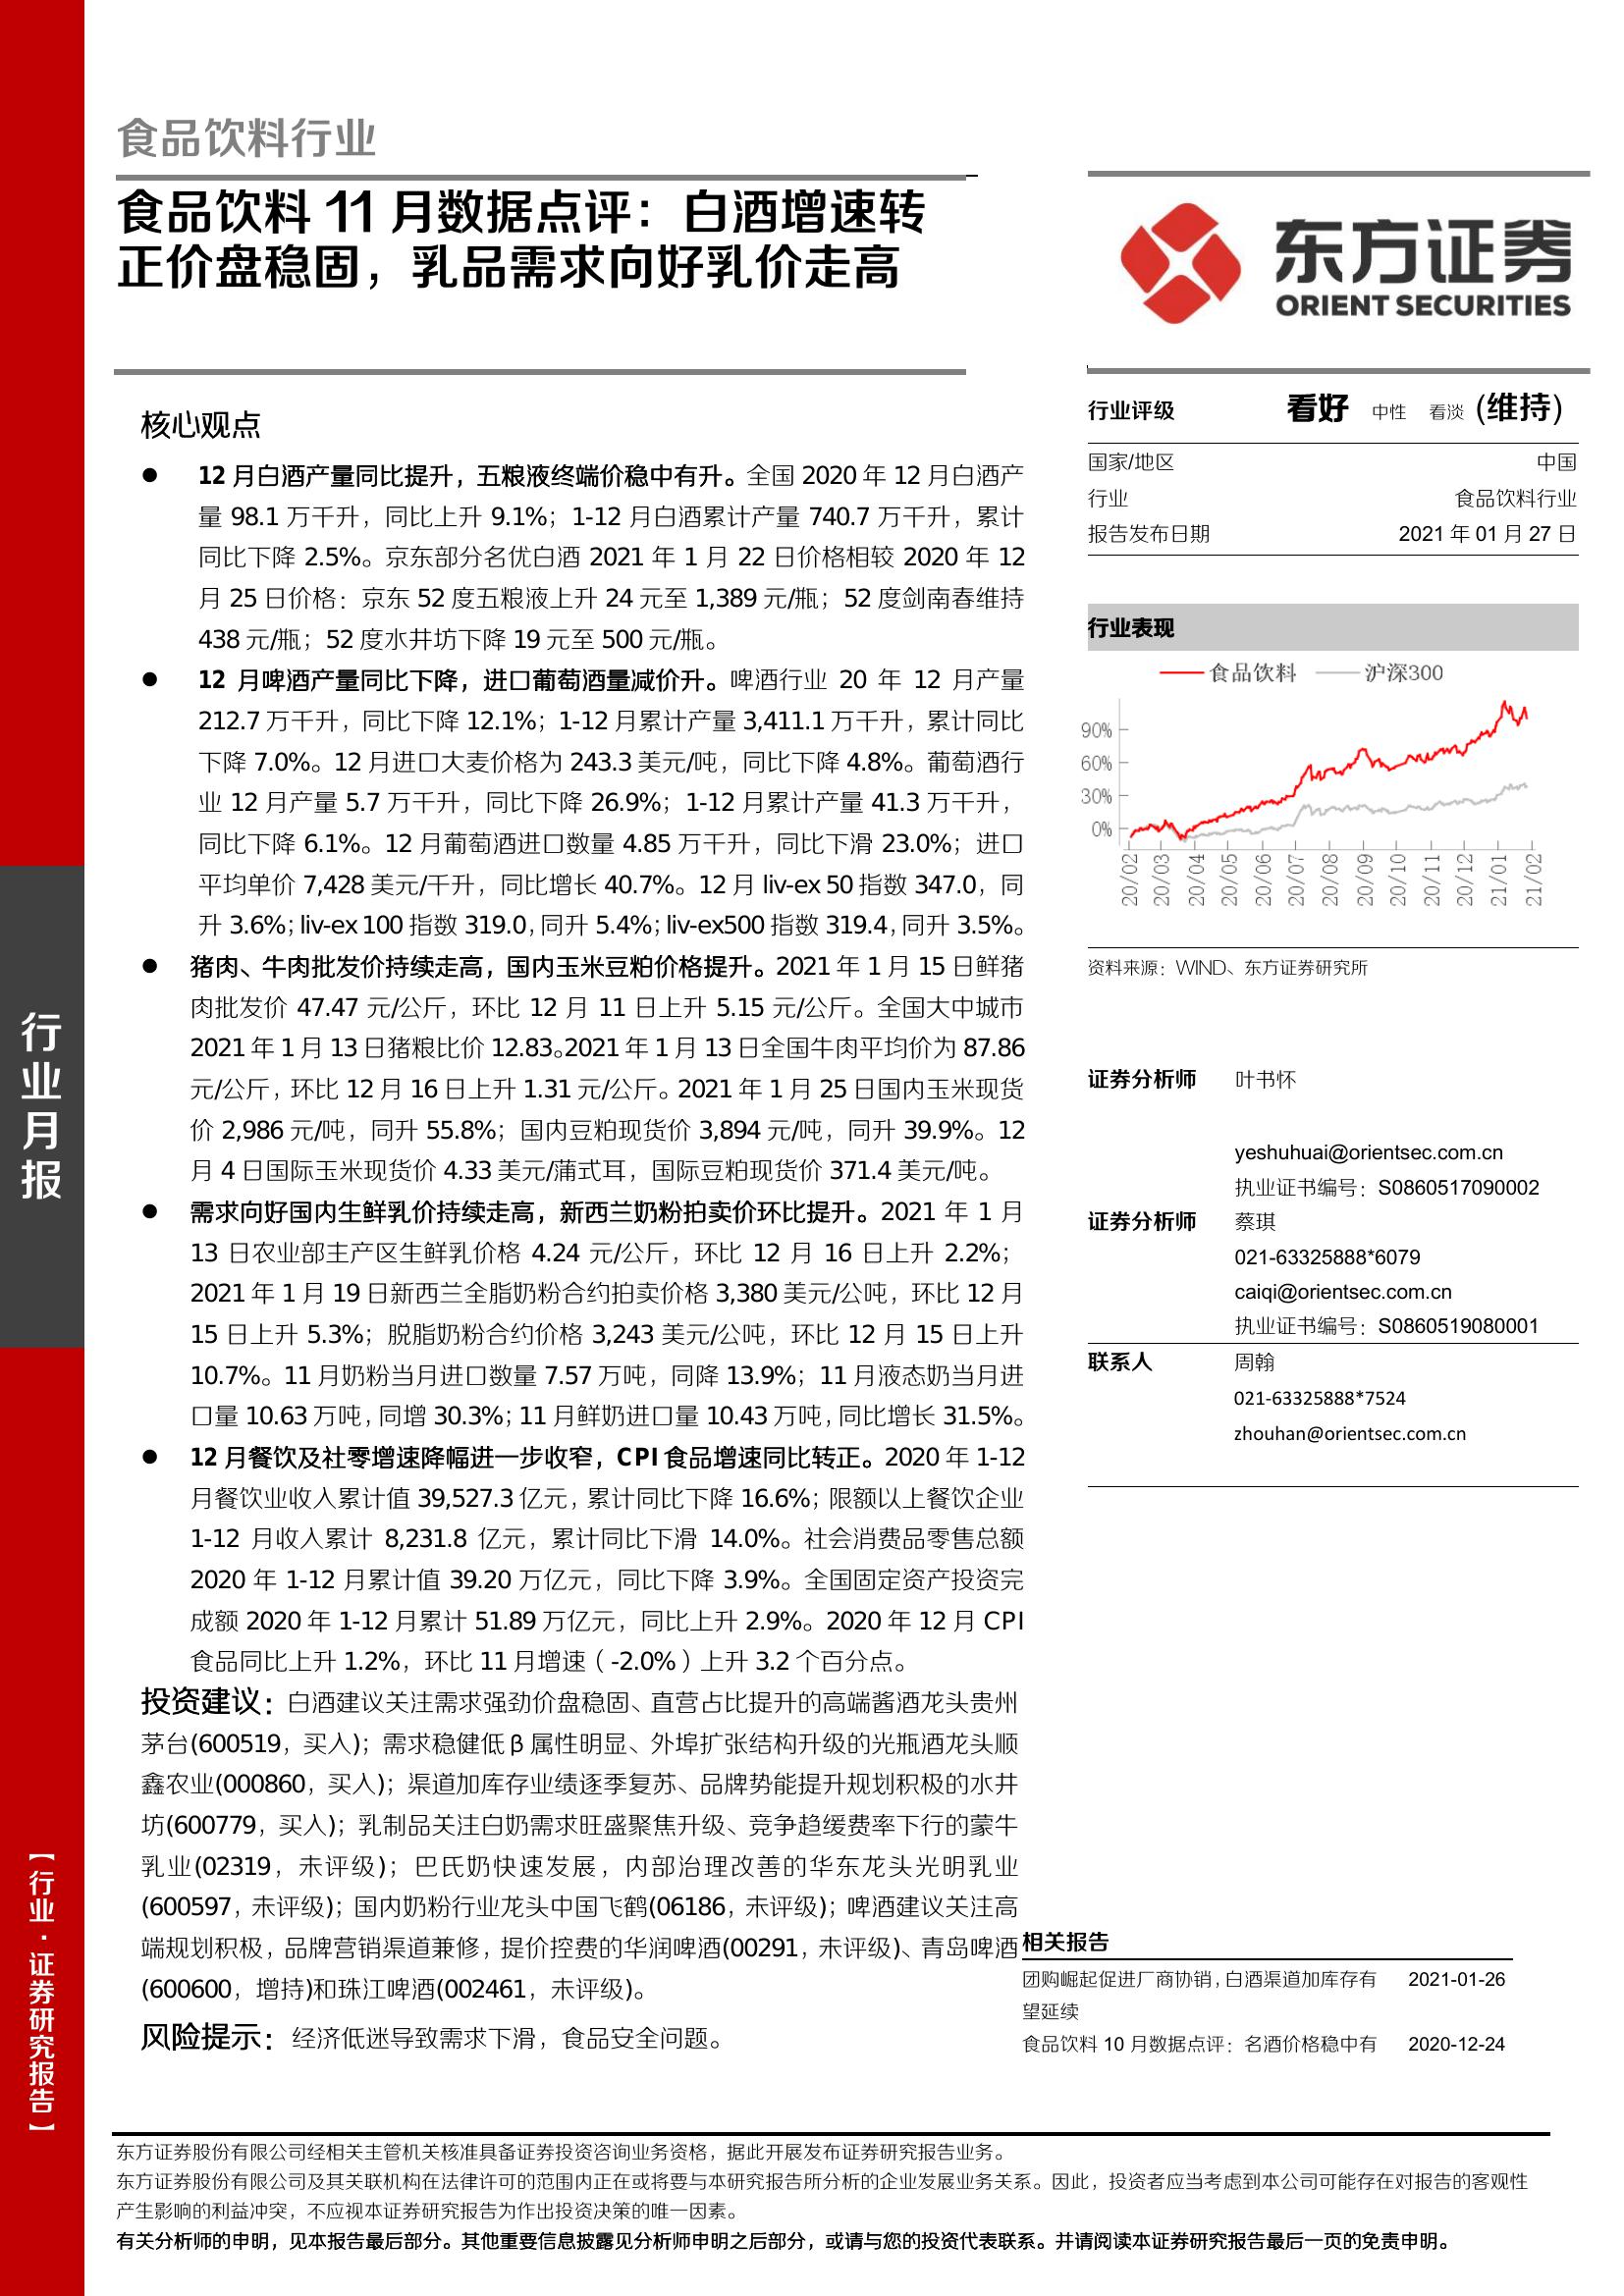 食品饮料行业
食品饮料 11 月数据点评：白酒增速转
正价盘稳固，乳品需求向好乳价走高
东方证券
ORIENT SECURITIES
核心观点
● 12 月白酒产量同比提升，五粮液终端价稳中有升。全国 2020 年 12 月白酒产
量 98.1 万千升，同比上升 9.1%；1-12 月白酒累计产量 740.7 万千升，累计
同比下降 2.5%。京东部分名优白酒 2021 年 1 月 22 日价格相较 2020 年 12
月 25 日价格：京东 52 度五粮液上升 24 元至 1,389 元/瓶；52 度剑南春维持
438 元/瓶；52 度水井坊下降 19 元至 500 元/瓶。
● 12 月啤酒产量同比下降，进口葡萄酒量减价升。啤酒行业 20 年 12 月产量
212.7 万千升，同比下降 12.1%；1-12 月累计产量 3,411.1 万千升，累计同比
下降 7.0%。12 月进口大麦价格为 243.3 美元/吨，同比下降 4.8%。葡萄酒行
业 12 月产量 5.7 万千升，同比下降 26.9%；1-12 月累计产量 41.3 万千升，
同比下降 6.1%。12 月葡萄酒进口数量 4.85 万千升，同比下滑 23.0%；进口
平均单价 7,428 美元/千升，同比增长 40.7%。12 月 liv-ex 50 指数 347.0，同
升 3.6%；liv-ex 100 指数 319.0，同升 5.4%；liv-ex500 指数 319.4，同升 3.5%。
● 猪肉、牛肉批发价持续走高，国内玉米豆粕价格提升。2021 年 1 月 15 日鲜猪
肉批发价 47.47 元/公斤，环比 12 月 11 日上升 5.15 元/公斤。全国大中城市
2021 年 1 月 13 日猪粮比价 12.83。2021 年 1 月 13 日全国牛肉平均价为 87.86
元/公斤，环比 12 月 16 日上升 1.31 元/公斤。2021 年 1 月 25 日国内玉米现货
价 2,986 元/吨，同升 55.8%；国内豆粕现货价 3,894 元/吨，同升 39.9%。12
月 4 日国际玉米现货价 4.33 美元/蒲式耳，国际豆粕现货价 371.4 美元/吨。
● 需求向好国内生鲜乳价持续走高，新西兰奶粉拍卖价环比提升。2021 年 1 月
13 日农业部主产区生鲜乳价格 4.24 元/公斤，环比 12 月 16 日上升 2.2%；
2021 年 1 月 19 日新西兰全脂奶粉合约拍卖价格 3,380 美元/公吨，环比 12 月
15 日上升 5.3%；脱脂奶粉合约价格 3,243 美元/公吨，环比 12 月 15 日上升
10.7%。11 月奶粉当月进口数量 7.57 万吨，同降 13.9%；11 月液态奶当月进
口量 10.63 万吨，同增 30.3%；11 月鲜奶进口量 10.43 万吨，同比增长 31.5%。
● 12 月餐饮及社零增速降幅进一步收窄，CPI 食品增速同比转正。2020 年 1-12
月餐饮业收入累计值 39,527.3 亿元，累计同比下降 16.6%；限额以上餐饮企业
1-12 月收入累计 8,231.8 亿元，累计同比下滑 14.0%。社会消费品零售总额
2020 年 1-12 月累计值 39.20 万亿元，同比下降 3.9%。全国固定资产投资完
成额 2020 年 1-12 月累计 51.89 万亿元，同比上升 2.9%。2020 年 12 月 CPI
食品同比上升 1.2%，环比 11 月增速（-2.0%）上升 3.2 个百分点。
投资建议：白酒建议关注需求强劲价盘稳固、直营占比提升的高端酱酒龙头贵州
茅台(600519，买入)；需求稳健低 β 属性明显、外埠扩张结构升级的光瓶酒龙头顺
鑫农业(000860，买入)；渠道加库存业绩逐季复苏、品牌势能提升规划积极的水井
坊(600779，买入)；乳制品关注白奶需求旺盛聚焦升级、竞争趋缓费率下行的蒙牛
乳业(02319，未评级)；巴氏奶快速发展，内部治理改善的华东龙头光明乳业
(600597，未评级)；国内奶粉行业龙头中国飞鹤(06186，未评级)；啤酒建议关注高
端规划积极，品牌营销渠道兼修，提价控费的华润啤酒(00291，未评级)、青岛啤酒
(600600，增持)和珠江啤酒(002461，未评级)。
风险提示：经济低迷导致需求下滑，食品安全问题。
行业评级 看好 中性 看淡 (维持)
国家/地区 中国
行业 食品饮料行业
报告发布日期 2021 年 01 月 27 日
行业表现
食品饮料 沪深300
90%
60%
30%
0%
20/02 20/03 20/04 20/05 20/06 20/07 20/08 20/09 20/10 20/11 20/12 21/01 21/02
资料来源：WIND、东方证券研究所
证券分析师 叶书怀
yeshuhuai@orientsec.com.cn
执业证书编号：S0860517090002
证券分析师 蔡琪
021-63325888*6079
caiqi@orientsec.com.cn
执业证书编号：S0860519080001
联系人 周翰
021-63325888*7524
zhouhan@orientsec.com.cn
相关报告
团购崛起促进厂商协销，白酒渠道加库存有 2021-01-26
望延续
食品饮料 10 月数据点评：名酒价格稳中有 2020-12-24
行业月报
【行业·证券研究报告】
东方证券股份有限公司经相关主管机关核准具备证券投资咨询业务资格，据此开展发布证券研究报告业务。
东方证券股份有限公司及其关联机构在法律许可的范围内正在或将要与本研究报告所分析的企业发展业务关系。因此，投资者应当考虑到本公司可能存在对报告的客观性
产生影响的利益冲突，不应视本证券研究报告为作出投资决策的唯一因素。
有关分析师的申明，见本报告最后部分。其他重要信息披露见分析师申明之后部分，或请与您的投资代表联系。并请阅读本证券研究报告最后一页的免责申明。